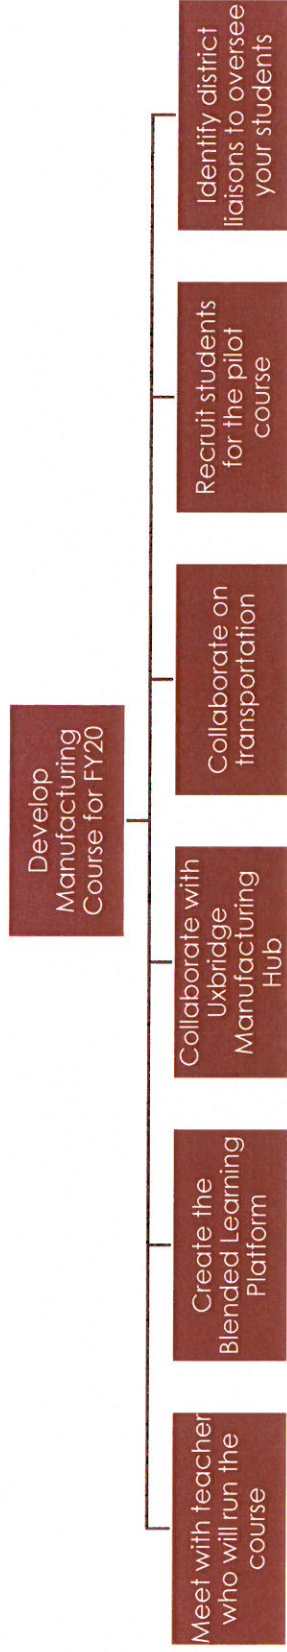 Develop
Manufacturing
Course for FY20
Meet with teacher
who will run the
course
Create the
Blended Learning
Platform
Collaborate with
Uxbridge
Manufacturing
Hub
Collaborate on
transportation
Recruit students
for the pilot
course
Identify district
liaisons to oversee
your students